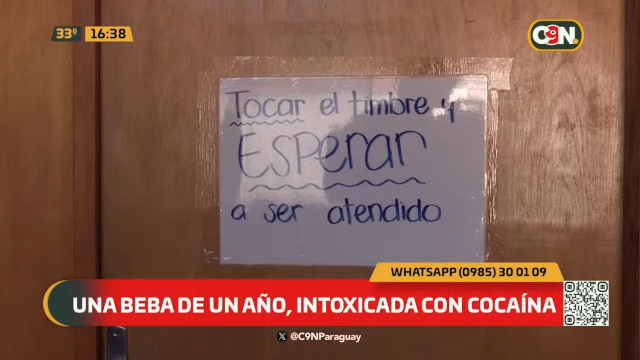 33º
16:38
C9N
Tocar el timbre y
Esperar
a ser atendido
WHATSAPP (0985) 30 01 09
UNA BEBA DE UN AÑO, INTOXICADA CON COCAÍNA
X @C9NParaguay